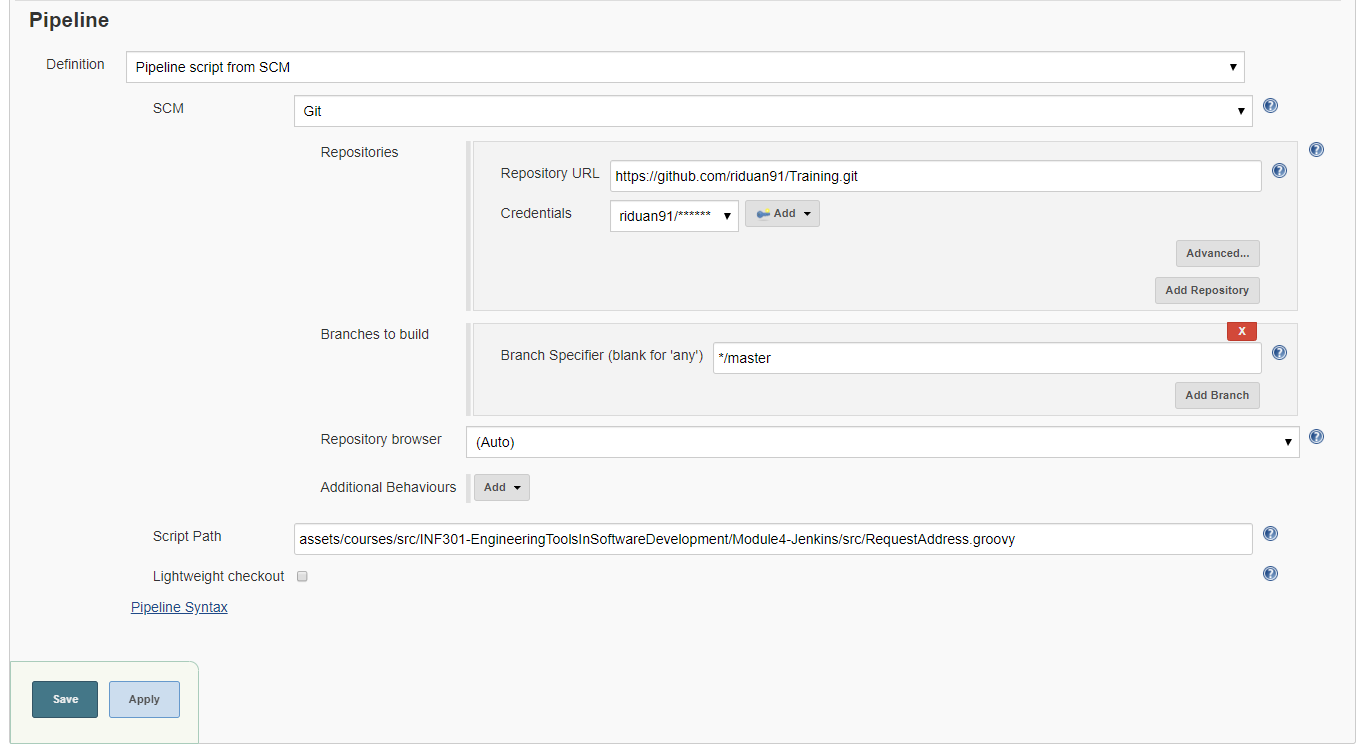 Pipeline
Definition
Pipeline script from SCM
SCM
Git
Repositories
Repository URL
https://github.com/riduan91/Training.git
Credentials
riduan91/******
Add
Advanced...
Add Repository
Branches to build
X
Branch Specifier (blank for 'any')
*/master
Add Branch
Repository browser
(Auto)
Additional Behaviours
Add
Script Path
assets/courses/src/INF301-EngineeringToolsInSoftwareDevelopment/Module4-Jenkins/src/RequestAddress.groovy
Lightweight checkout
Pipeline Syntax
Save
Apply